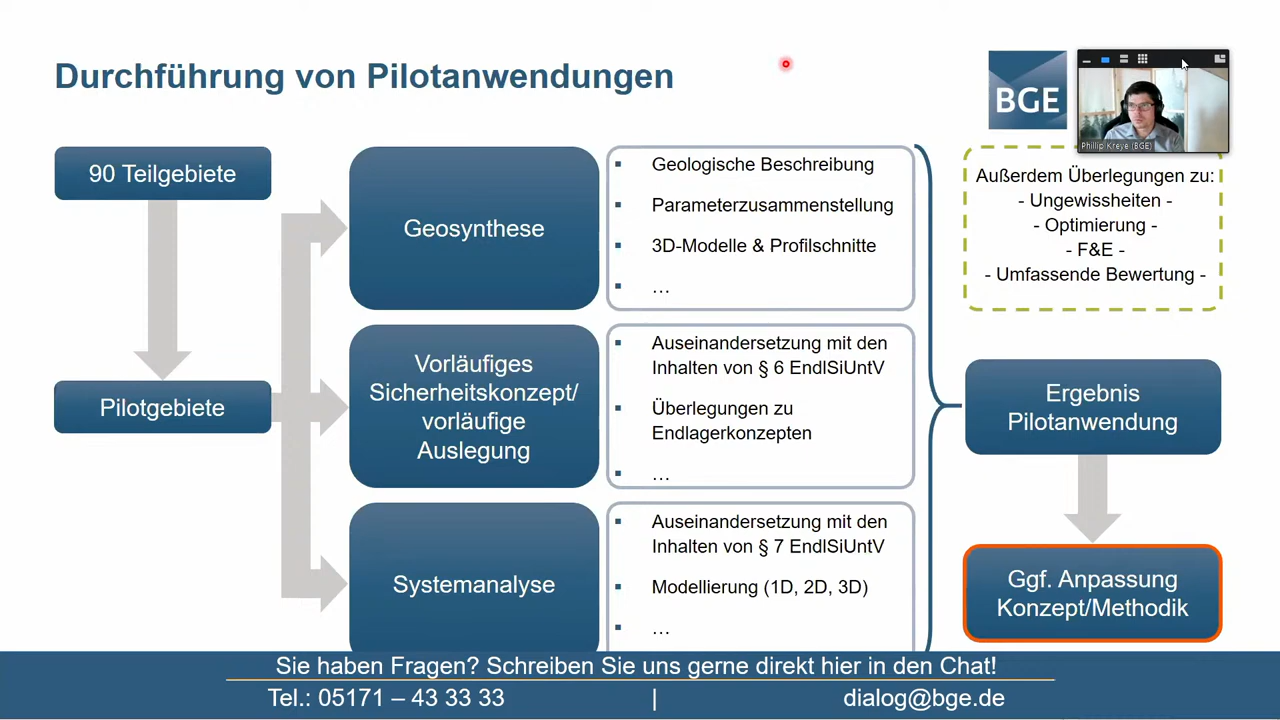 Durchführung von Pilotanwendungen
BGE
Phillip Kreye (BGE)
90 Teilgebiete
Pilotgebiete
Geosynthese
Geologische Beschreibung
Parameterzusammenstellung
3D-Modelle & Profilschnitte
…
Vorläufiges
Sicherheitskonzept/
vorläufige
Auslegung
Auseinandersetzung mit den
Inhalten von § 6 EndlSiUntV
Überlegungen zu
Endlagerkonzepten
…
Systemanalyse
Auseinandersetzung mit den
Inhalten von § 7 EndlSiUntV
Modellierung (1D, 2D, 3D)
…
Außerdem Überlegungen zu:
- Ungewissheiten -
- Optimierung -
- F&E -
- Umfassende Bewertung -
Ergebnis
Pilotanwendung
Ggf. Anpassung
Konzept/Methodik
Sie haben Fragen? Schreiben Sie uns gerne direkt hier in den Chat!
Tel.: 05171 – 43 33 33 | dialog@bge.de